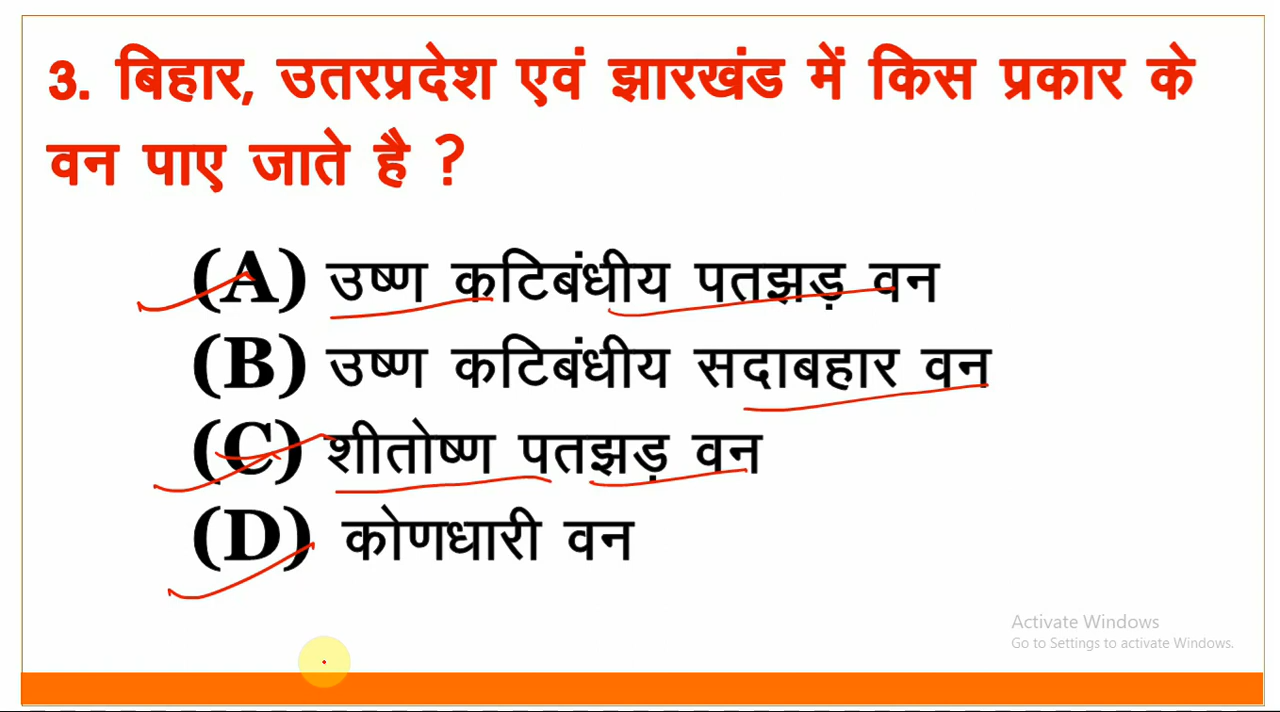 3. बिहार, उतरप्रदेश एवं झारखंड में किस प्रकार के
वन पाए जाते है ?
(A) उष्ण कटिबंधीय पतझड़ वन
(B) उष्ण कटिबंधीय सदाबहार वन
(C) शीतोष्ण पतझड़ वन
(D) कोणधारी वन
Activate Windows
Go to Settings to activate Windows.